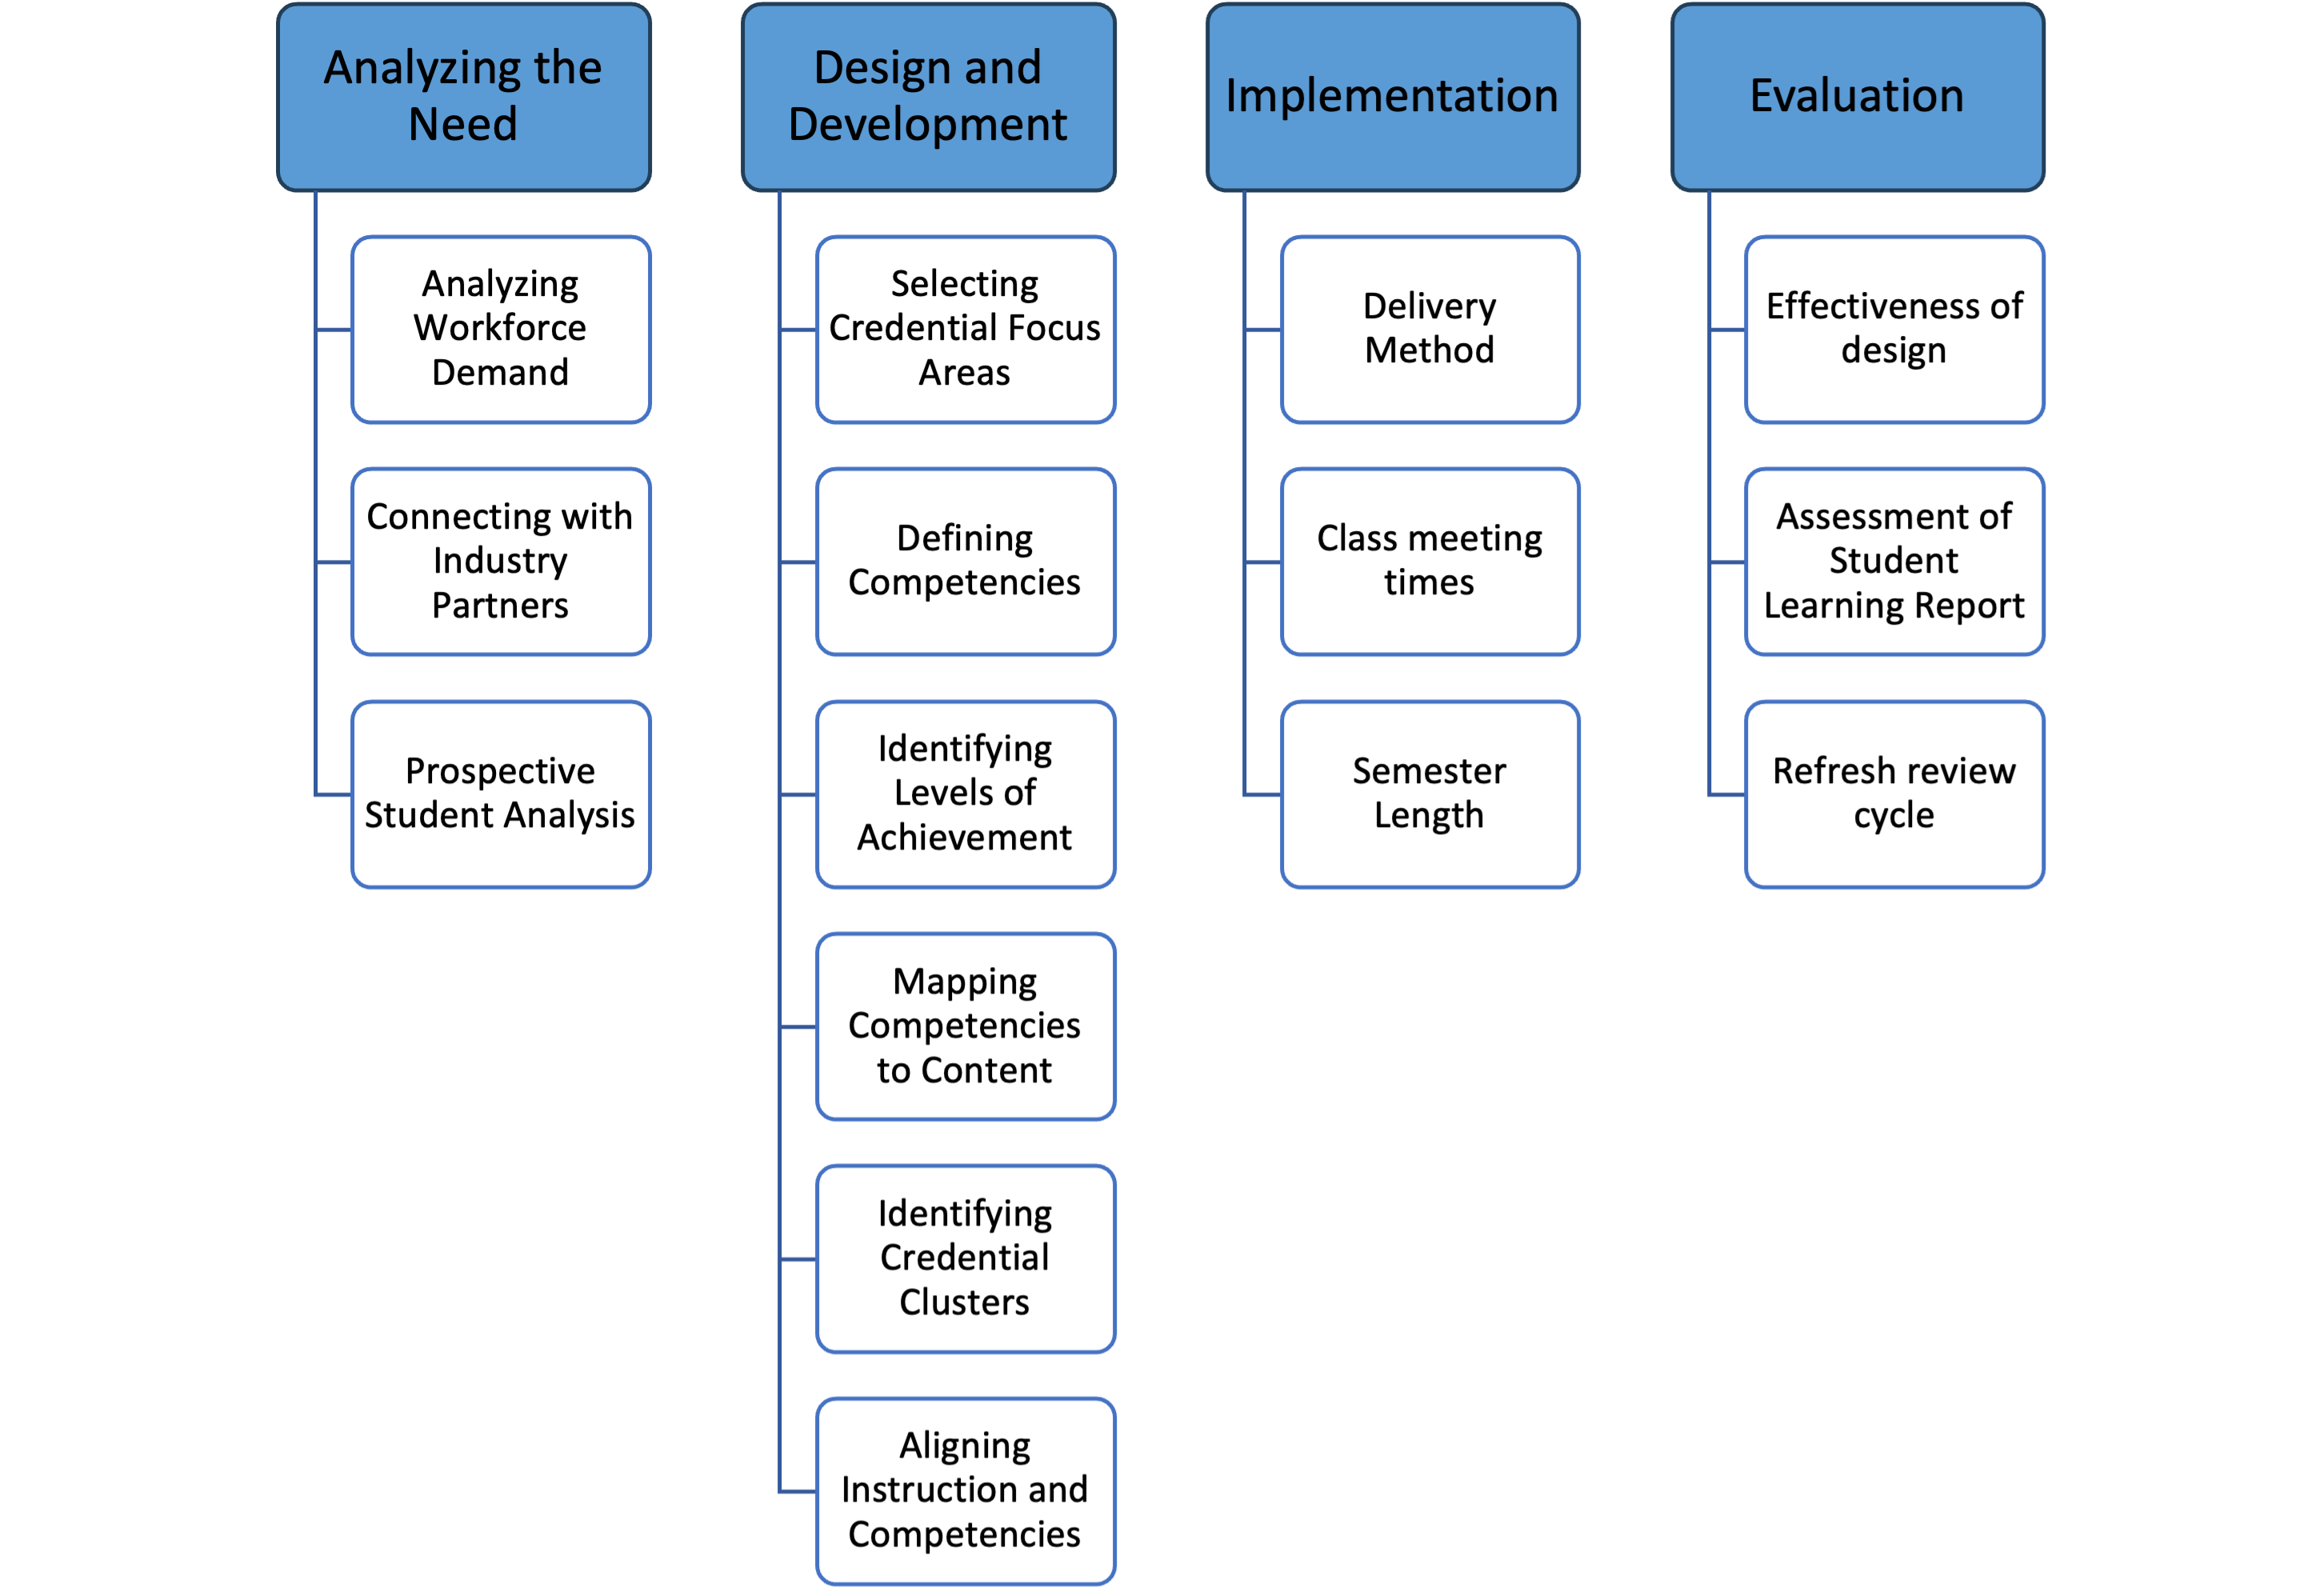 Analyzing the
Need
Analyzing
Workforce
Demand
Connecting with
Industry
Partners
Prospective
Student Analysis
Design and
Development
Selecting
Credential Focus
Areas
Defining
Competencies
Identifying
Levels of
Achievement
Mapping
Competencies
to Content
Identifying
Credential
Clusters
Aligning
Instruction and
Competencies
Implementation
Delivery
Method
Class meeting
times
Semester
Length
Evaluation
Effectiveness of
design
Assessment of
Student
Learning Report
Refresh review
cycle